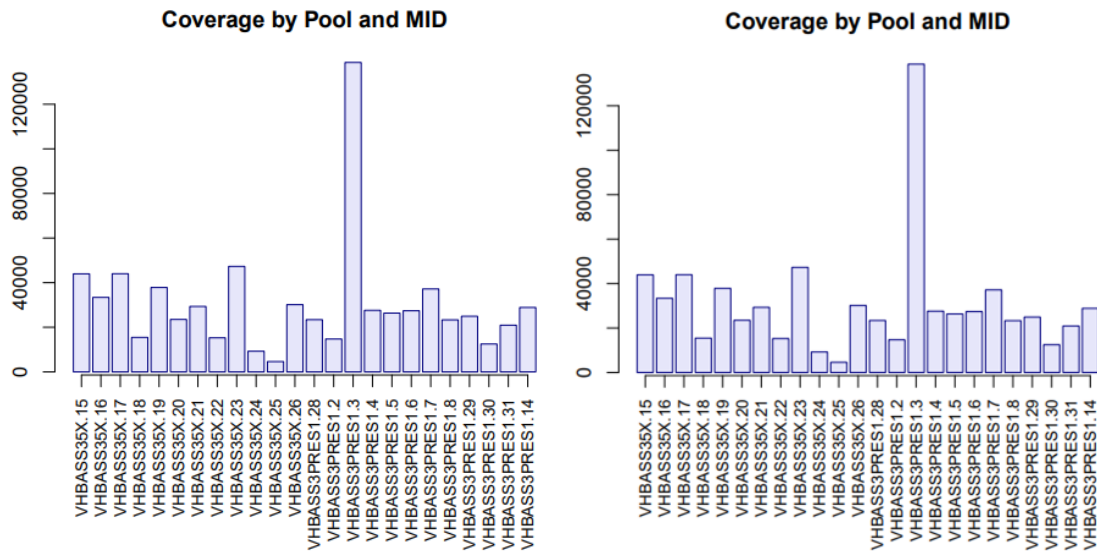 Coverage by Pool and MID
120000
80000
40000
0
VHBASS35X.15
VHBASS35X.16
VHBASS35X.17
VHBASS35X.18
VHBASS35X.19
VHBASS35X.20
VHBASS35X.21
VHBASS35X.22
VHBASS35X.23
VHBASS35X.24
VHBASS35X.25
VHBASS35X.26
VHBASS3PRES1.28
VHBASS3PRES1.2
VHBASS3PRES1.3
VHBASS3PRES1.4
VHBASS3PRES1.5
VHBASS3PRES1.6
VHBASS3PRES1.7
VHBASS3PRES1.8
VHBASS3PRES1.29
VHBASS3PRES1.30
VHBASS3PRES1.31
VHBASS3PRES1.14
Coverage by Pool and MID
120000
80000
40000
0
VHBASS35X.15
VHBASS35X.16
VHBASS35X.17
VHBASS35X.18
VHBASS35X.19
VHBASS35X.20
VHBASS35X.21
VHBASS35X.22
VHBASS35X.23
VHBASS35X.24
VHBASS35X.25
VHBASS35X.26
VHBASS3PRES1.28
VHBASS3PRES1.2
VHBASS3PRES1.3
VHBASS3PRES1.4
VHBASS3PRES1.5
VHBASS3PRES1.6
VHBASS3PRES1.7
VHBASS3PRES1.8
VHBASS3PRES1.29
VHBASS3PRES1.30
VHBASS3PRES1.31
VHBASS3PRES1.14